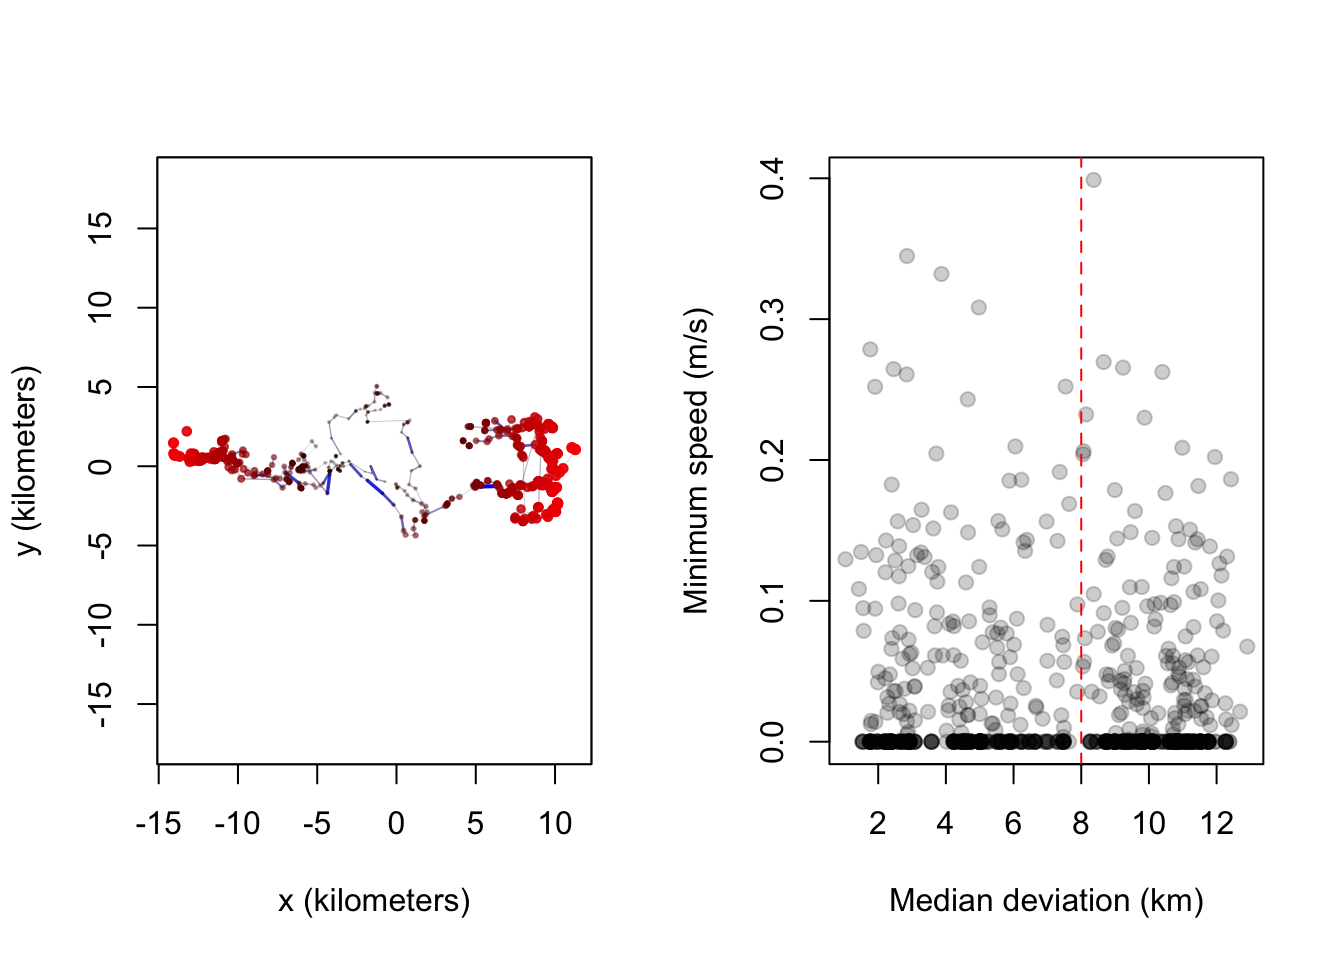 15
10
5
0
-5
-10
-15
y (kilometers)
-15 -10 -5 0 5 10
x (kilometers)
0.4
0.3
0.2
0.1
0.0
Minimum speed (m/s)
2 4 6 8 10 12
Median deviation (km)